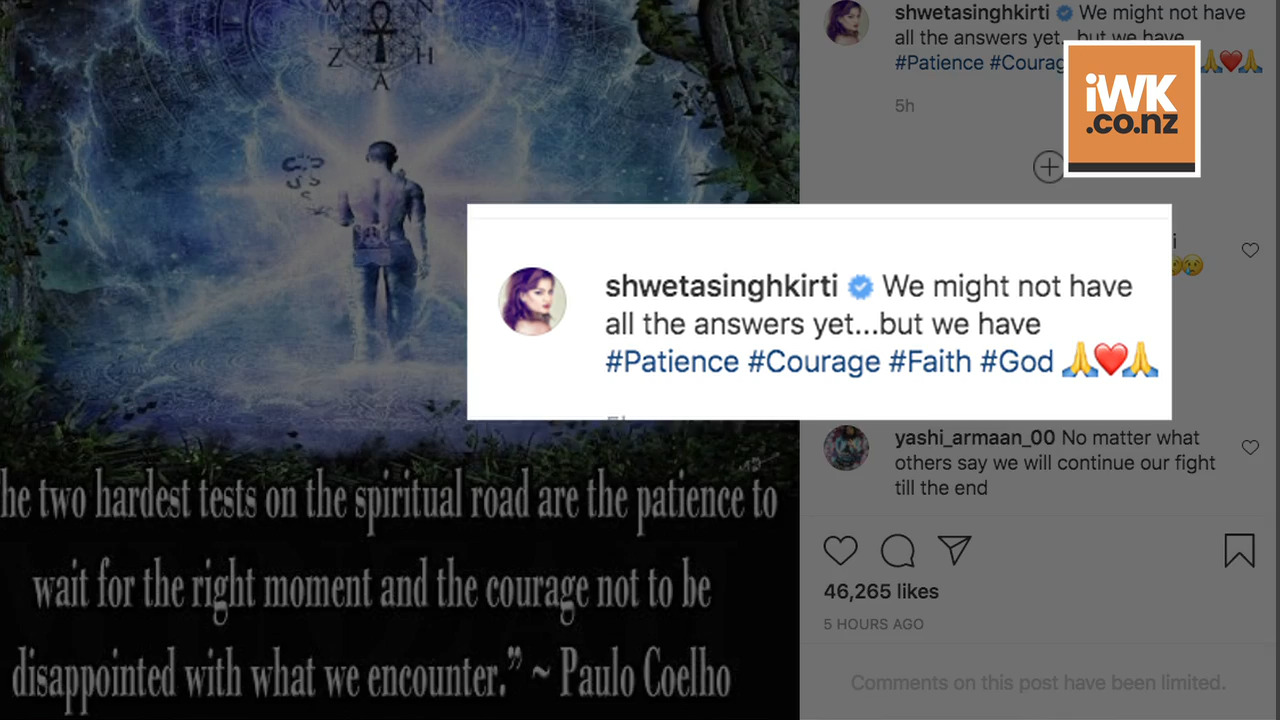 M N
Z H
A
he two hardest tests on the spiritual road are the patience to
wait for the right moment and the courage not to be
disappointed with what we encounter.” ~ Paulo Coelho
shwetasinghkirti We might not have
all the answers yet...but we have
#Patience #Courag
5h
iWK
.co.nz
shwetasinghkirti We might not have
all the answers yet...but we have
#Patience #Courage #Faith #God 🙏❤️🙏
yashi_armaan_00 No matter what
others say we will continue our fight
till the end
46,265 likes
5 HOURS AGO
Comments on this post have been limited.